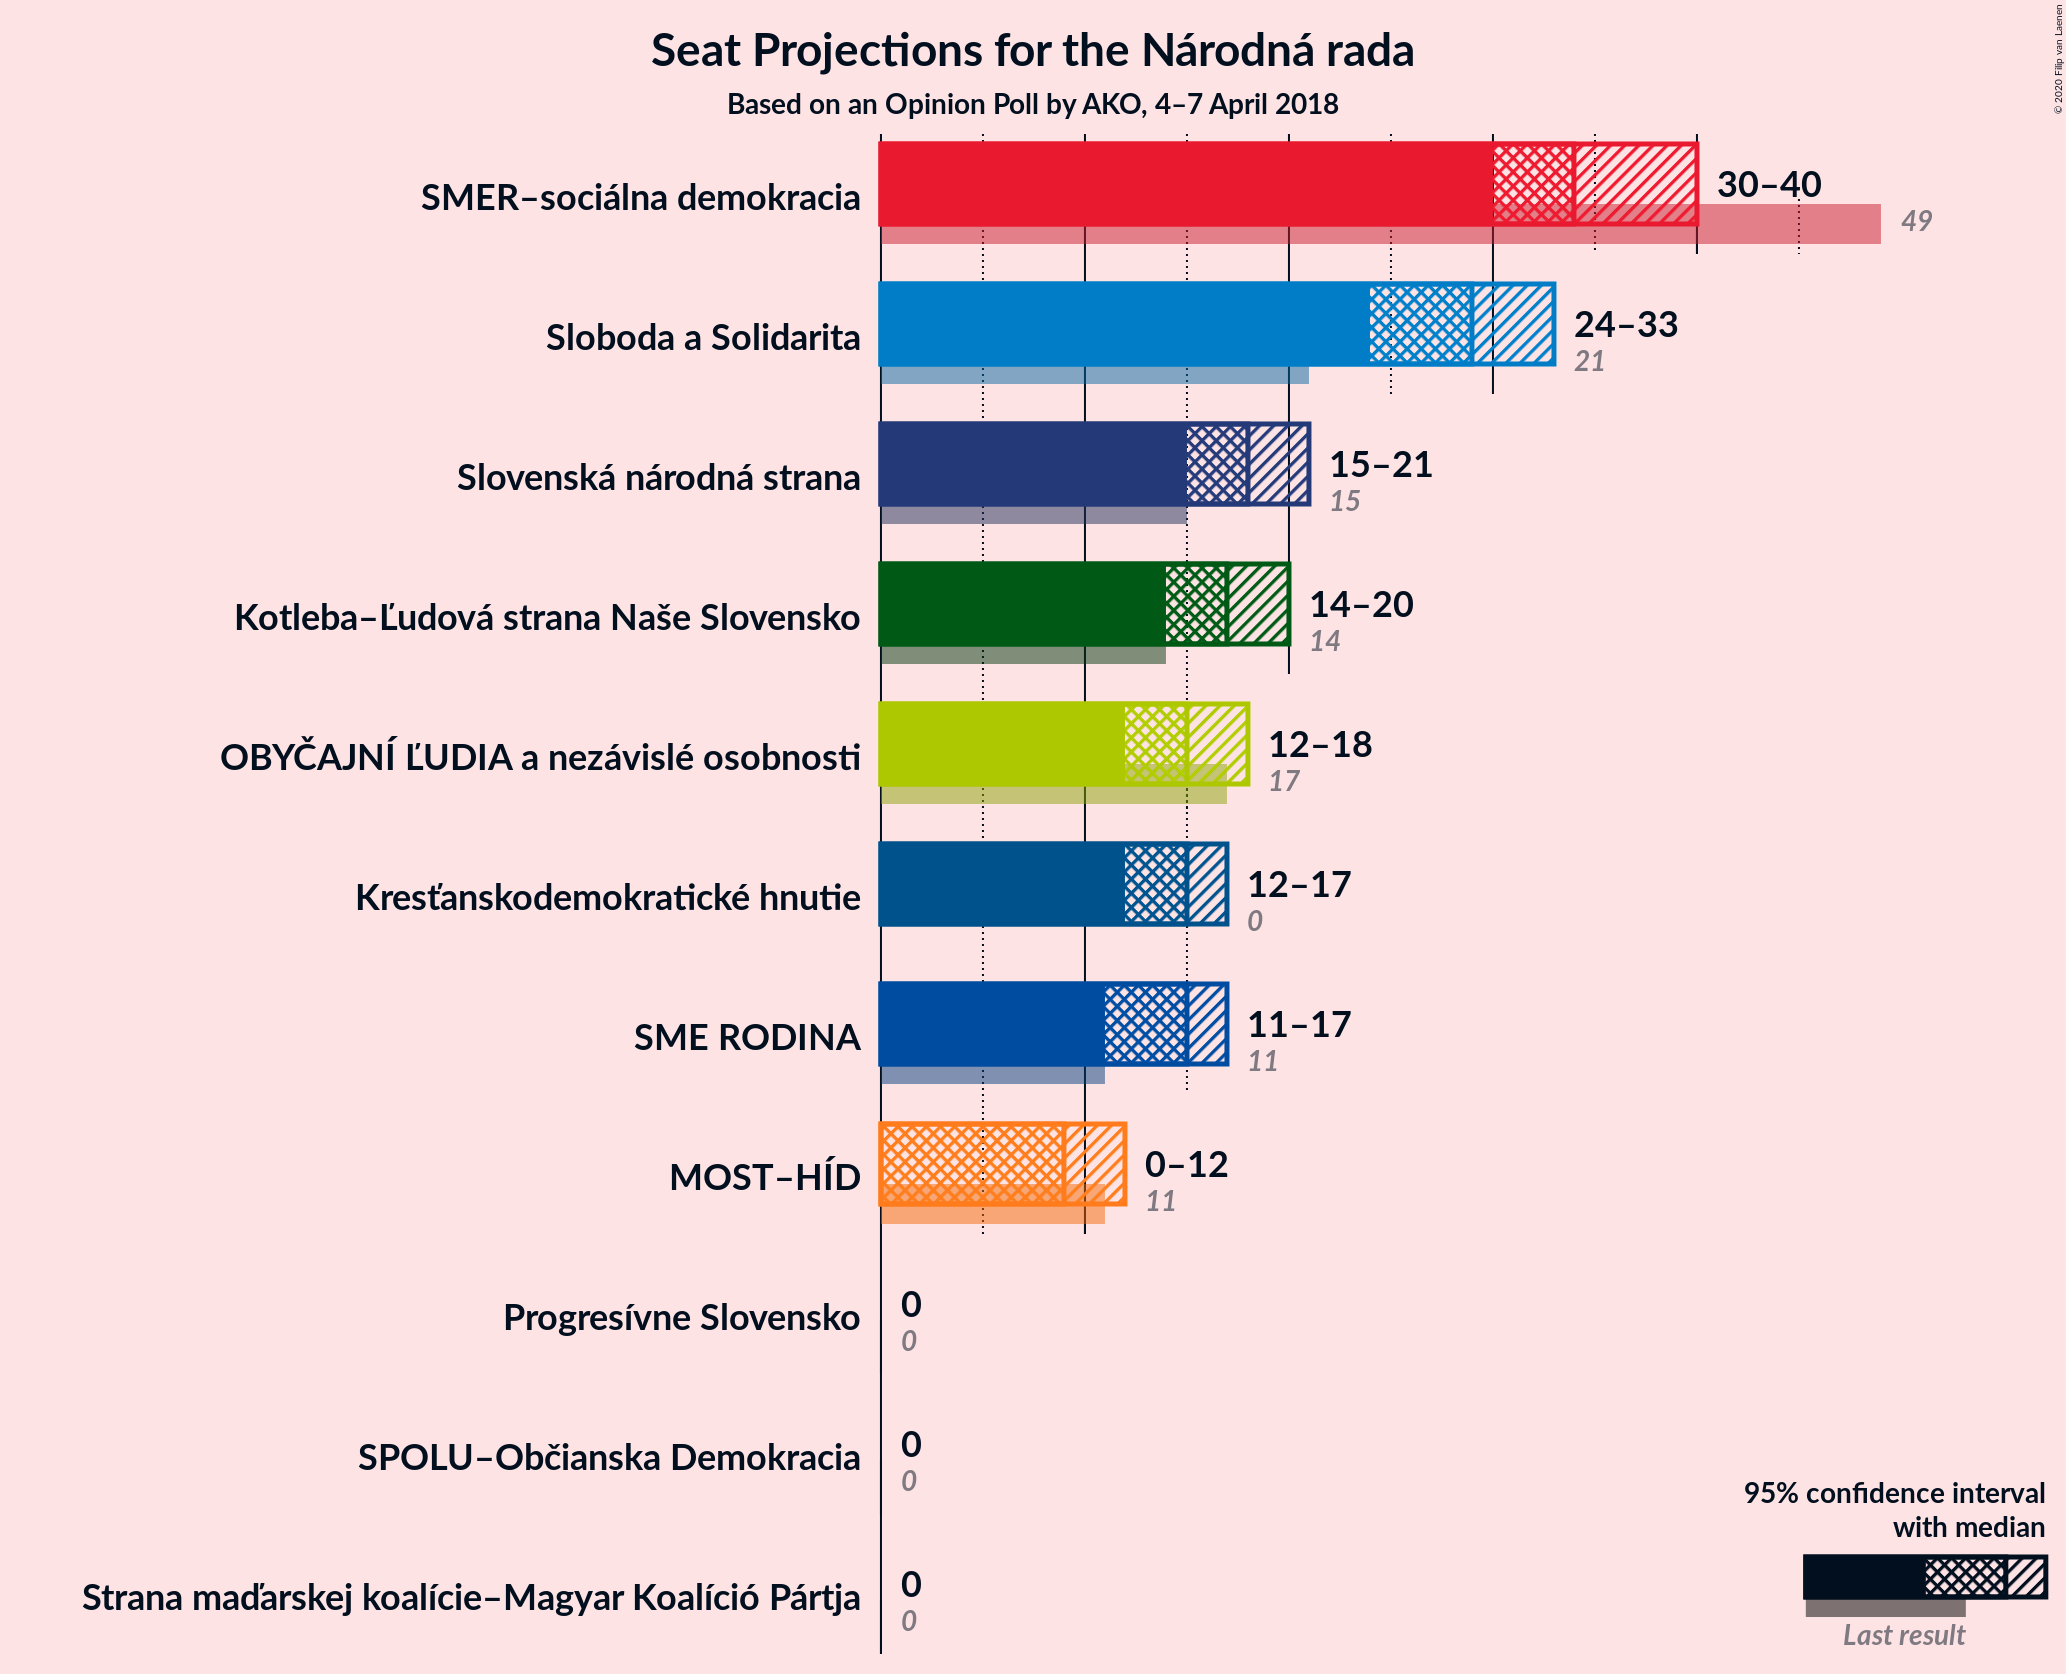 Seat Projections for the Národná rada
Based on an Opinion Poll by AKO, 4–7 April 2018
© 2020 Filip van Laenen
SMER–sociálna demokracia
30–40
49
Sloboda a Solidarita
24–33
21
Slovenská národná strana
15–21
15
Kotleba–Ľudová strana Naše Slovensko
14–20
14
OBYČAJNÍ ĽUDIA a nezávislé osobnosti
12–18
17
Kresťanskodemokratické hnutie
12–17
0
SME RODINA
11–17
11
MOST–HÍD
0–12
11
Progresívne Slovensko
0
0
SPOLU–Občianska Demokracia
0
0
Strana maďarskej koalície–Magyar Koalíció Pártja
0
0
95% confidence interval
with median
Last result